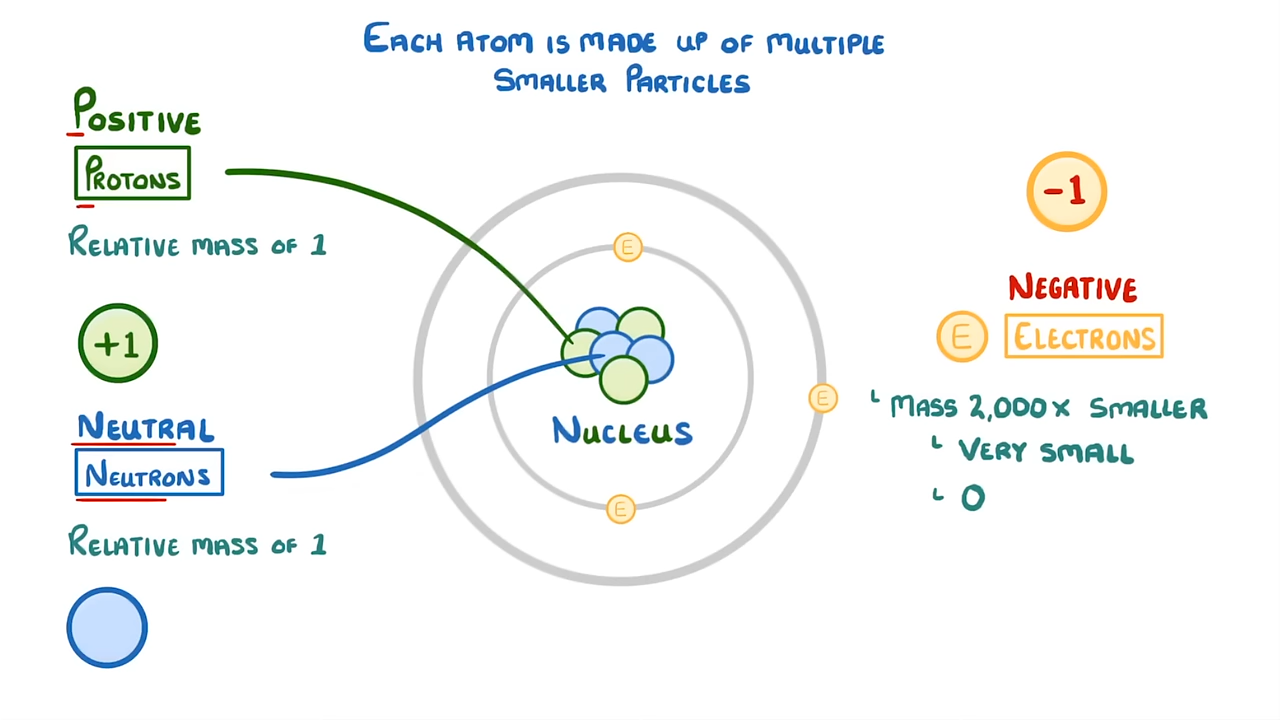 EACH ATOM IS MADE UP OF MULTIPLE
SMALLER PARTICLES
POSITIVE
PROTONS
RELATIVE MASS OF 1
+1
NEUTRAL
NEUTRONS
RELATIVE MASS OF 1
E
E
E
NUCLEUS
-1
NEGATIVE
E ELECTRONS
MASS 2,000X SMALLER
VERY SMALL
0